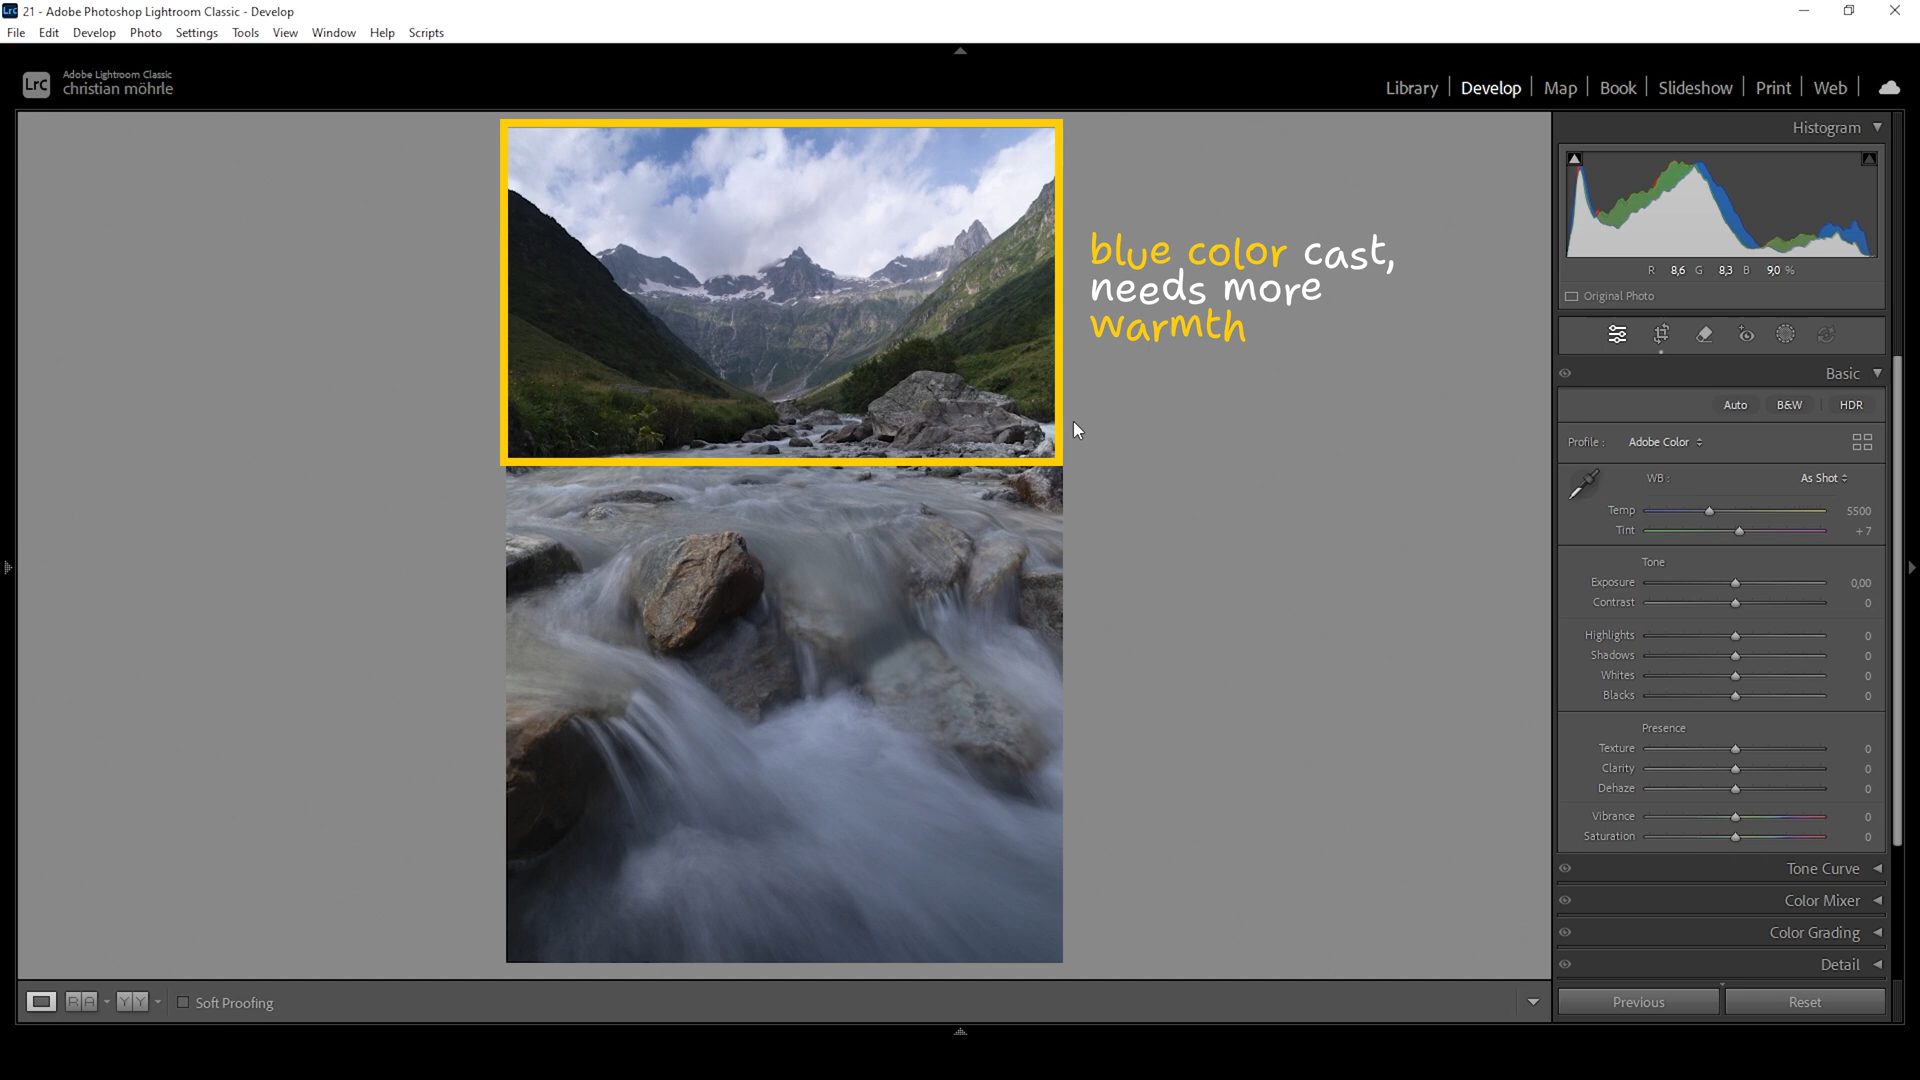 21 - Adobe Photoshop Lightroom Classic - Develop
File Edit Develop Photo Settings Tools View Window Help Scripts
LrC
Adobe Lightroom Classic
christian möhrle
Library | Develop | Map | Book | Slideshow | Print | Web |
Histogram
R 8,6 G 8,3 B 9,0 %
Original Photo
blue color cast,
needs more
warmth
Basic
Auto B&W | HDR
Profile : Adobe Color
WB : As Shot
Temp 5500
Tint + 7
Tone
Exposure 0,00
Contrast 0
Highlights 0
Shadows 0
Whites 0
Blacks 0
Presence
Texture 0
Clarity 0
Dehaze 0
Vibrance 0
Saturation 0
Tone Curve
Color Mixer
Color Grading
Detail
R A Y Y Soft Proofing
Previous Reset